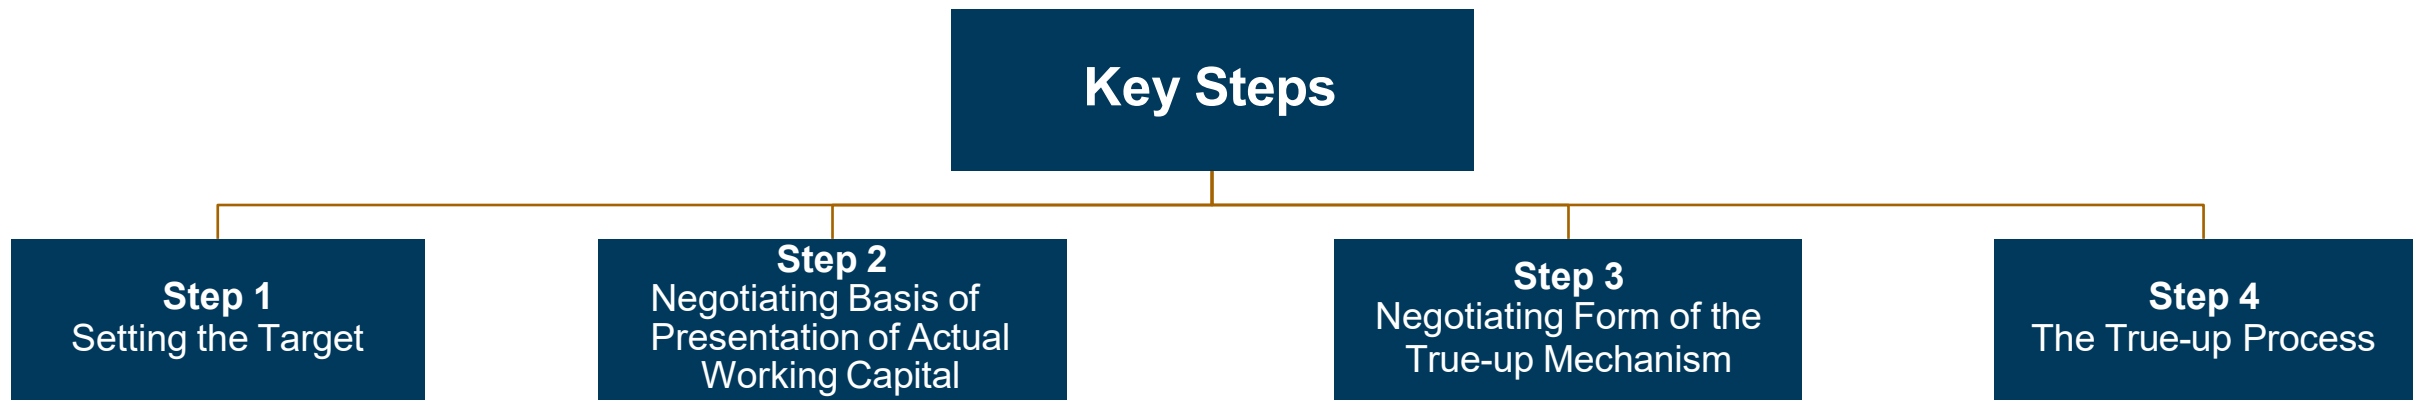 Key Steps
Step 1
Setting the Target
Step 2
Negotiating Basis of
Presentation of Actual
Working Capital
Step 3
Negotiating Form of the
True-up Mechanism
Step 4
The True-up Process